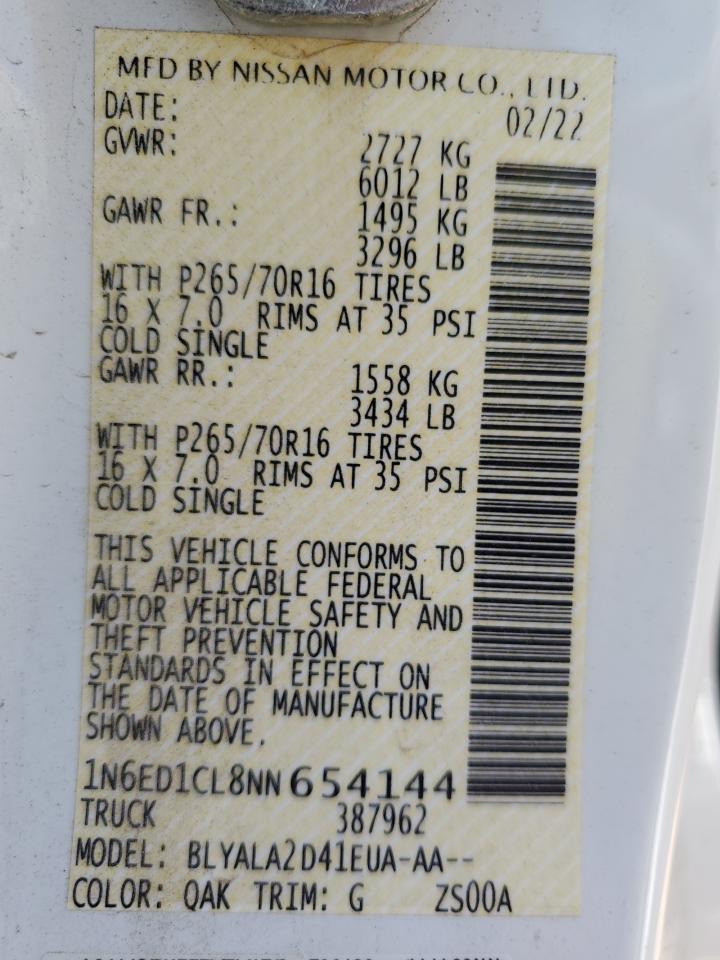 MFD BY NISSAN MOTOR CO., LTD.
DATE: 02/22
GVWR: 2727 KG
6012 LB
GAWR FR.: 1495 KG
3296 LB
WITH P265/70R16 TIRES
16 X 7.0 RIMS AT 35 PSI
COLD SINGLE
GAWR RR.: 1558 KG
3434 LB
WITH P265/70R16 TIRES
16 X 7.0 RIMS AT 35 PSI
COLD SINGLE
THIS VEHICLE CONFORMS TO
ALL APPLICABLE FEDERAL
MOTOR VEHICLE SAFETY AND
THEFT PREVENTION
STANDARDS IN EFFECT ON
THE DATE OF MANUFACTURE
SHOWN ABOVE.
1N6ED1CL8NN654144
TRUCK 387962
MODEL: BLYALA2D41EUA-AA--
COLOR: QAK TRIM: G ZS00A